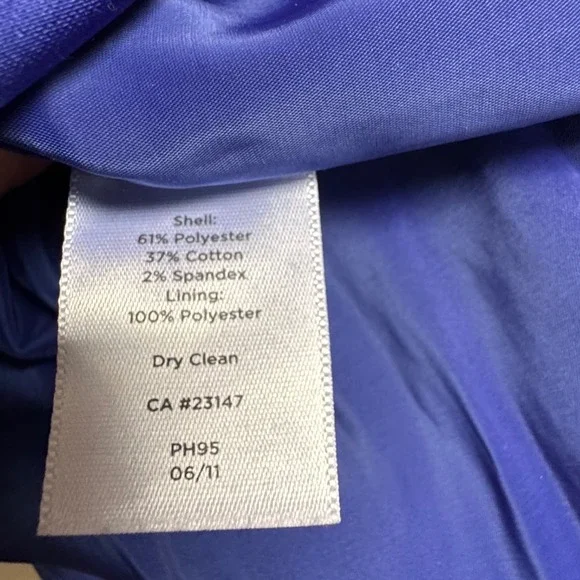 Shell:
61% Polyester
37% Cotton
2% Spandex
Lining:
100% Polyester
Dry Clean
CA #23147
PH95
06/11